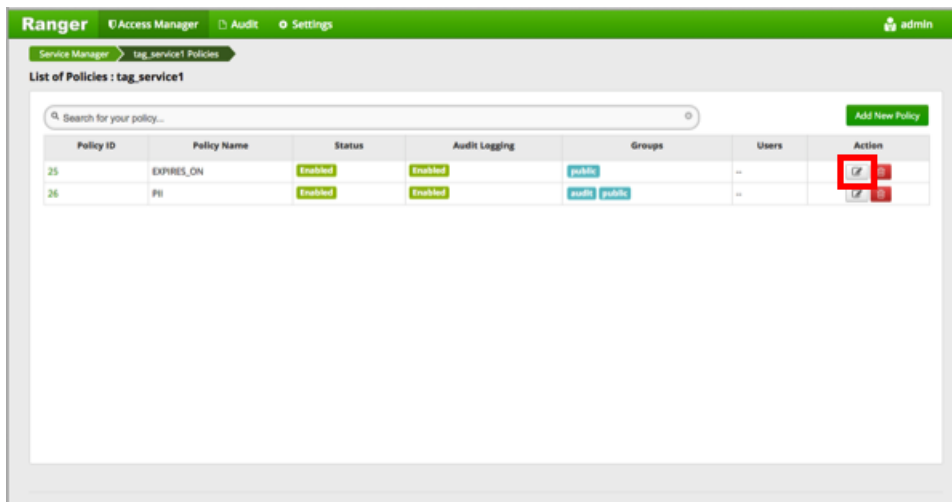 Ranger Access Manager Audit Settings admin
Service Manager tag_service1 Policies
List of Policies : tag_service1
Search for your policy... Add New Policy
Policy ID Policy Name Status Audit Logging Groups Users Action
25 EXPIRES_ON Enabled Enabled public --
26 PII Enabled Enabled audit public --